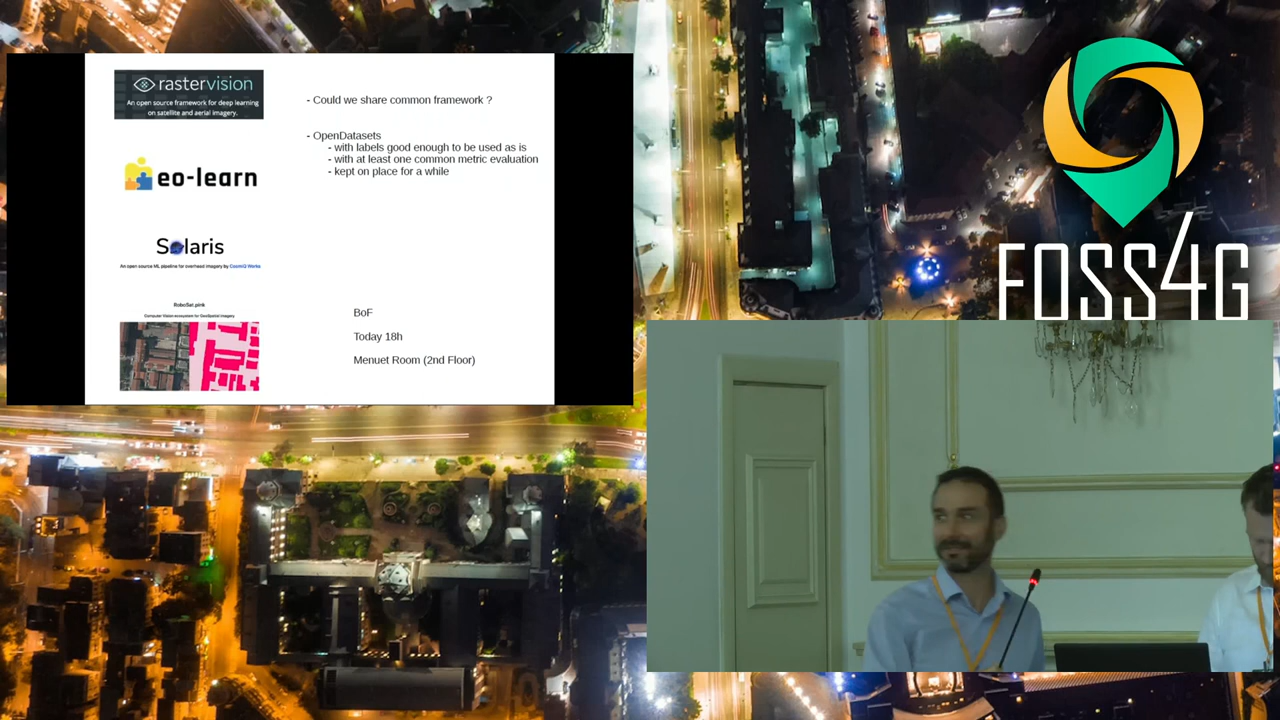 rastervision
An open source framework for deep learning
on satellite and aerial imagery.
eo-learn
Solaris
An open source ML pipeline for overhead imagery by CosmiQ Works
RoboSat.pink
Computer Vision ecosystem for GeoSpatial imagery
- Could we share common framework ?
- OpenDatasets
- with labels good enough to be used as is
- with at least one common metric evaluation
- kept on place for a while
BoF
Today 18h
Menuet Room (2nd Floor)
FOSS4G